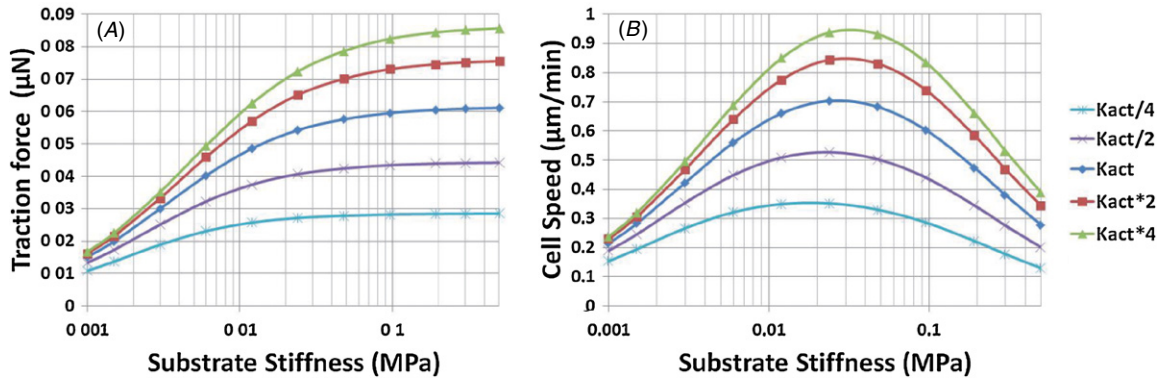 (A)
Traction force (µN)
0.09
0 08
0 07
0.06
0.05
0 04
0 03
0 02
0 01
0
0 001
0 01
0 1
Substrate Stiffness (MPa)
(B)
Cell Speed (µm/min)
1
0.9
0.8
0.7
0.6
0.5
0.4
0.3
0.2
0.1
0
0.001
0.01
0.1
Substrate Stiffness (MPa)
Kact/4
Kact/2
Kact
Kact*2
Kact*4